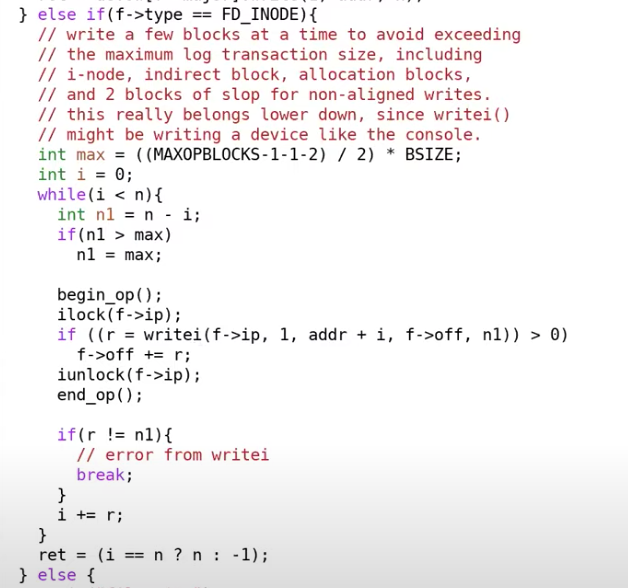 } else if(f->type == FD_INODE){
// write a few blocks at a time to avoid exceeding
// the maximum log transaction size, including
// i-node, indirect block, allocation blocks,
// and 2 blocks of slop for non-aligned writes.
// this really belongs lower down, since writei()
// might be writing a device like the console.
int max = ((MAXOPBLOCKS-1-1-2) / 2) * BSIZE;
int i = 0;
while(i < n){
int n1 = n - i;
if(n1 > max)
n1 = max;
begin_op();
ilock(f->ip);
if ((r = writei(f->ip, 1, addr + i, f->off, n1)) > 0)
f->off += r;
iunlock(f->ip);
end_op();
if(r != n1){
// error from writei
break;
}
i += r;
}
ret = (i == n ? n : -1);
} else {